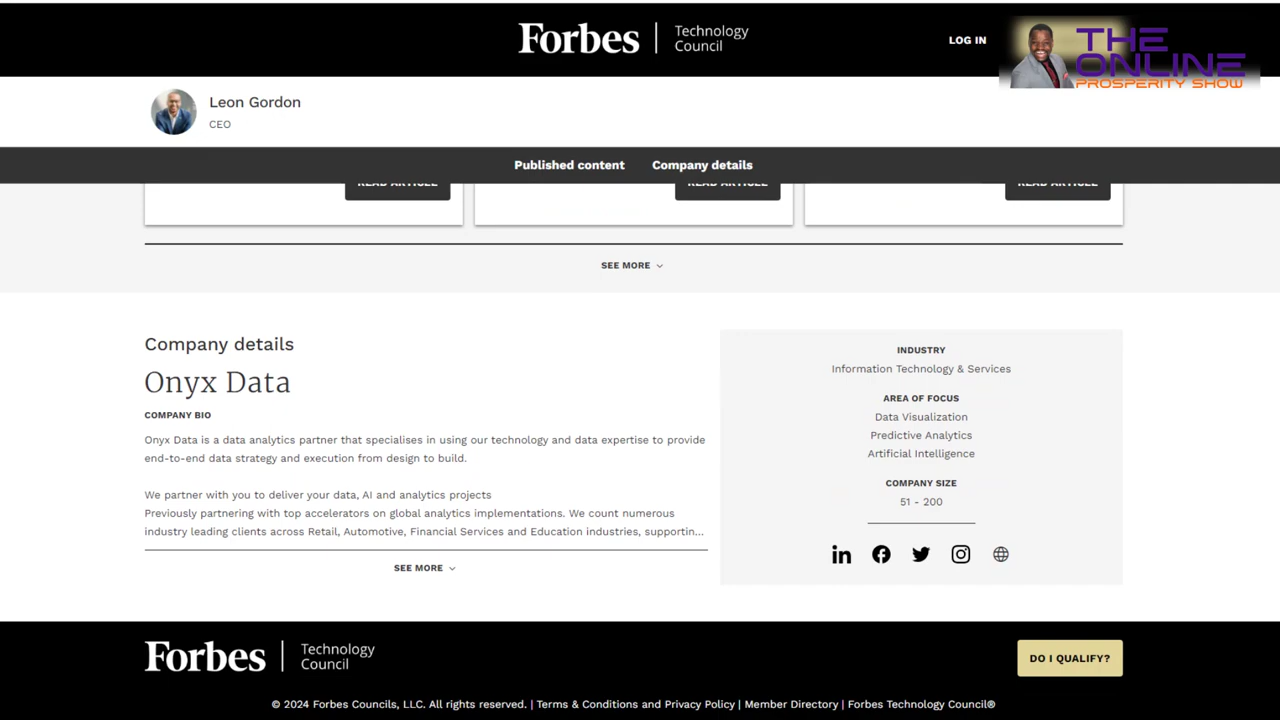 Forbes | Technology Council
LOG IN
THE ONLINE PROSPERITY SHOW
Leon Gordon
CEO
Published content
Company details
READ ARTICLE
READ ARTICLE
READ ARTICLE
SEE MORE
Company details
Onyx Data
COMPANY BIO
Onyx Data is a data analytics partner that specialises in using our technology and data expertise to provide
end-to-end data strategy and execution from design to build.
We partner with you to deliver your data, AI and analytics projects
Previously partnering with top accelerators on global analytics implementations. We count numerous
industry leading clients across Retail, Automotive, Financial Services and Education industries, supportin...
SEE MORE
INDUSTRY
Information Technology & Services
AREA OF FOCUS
Data Visualization
Predictive Analytics
Artificial Intelligence
COMPANY SIZE
51 - 200
Forbes | Technology Council
DO I QUALIFY?
© 2024 Forbes Councils, LLC. All rights reserved. | Terms & Conditions and Privacy Policy | Member Directory | Forbes Technology Council®